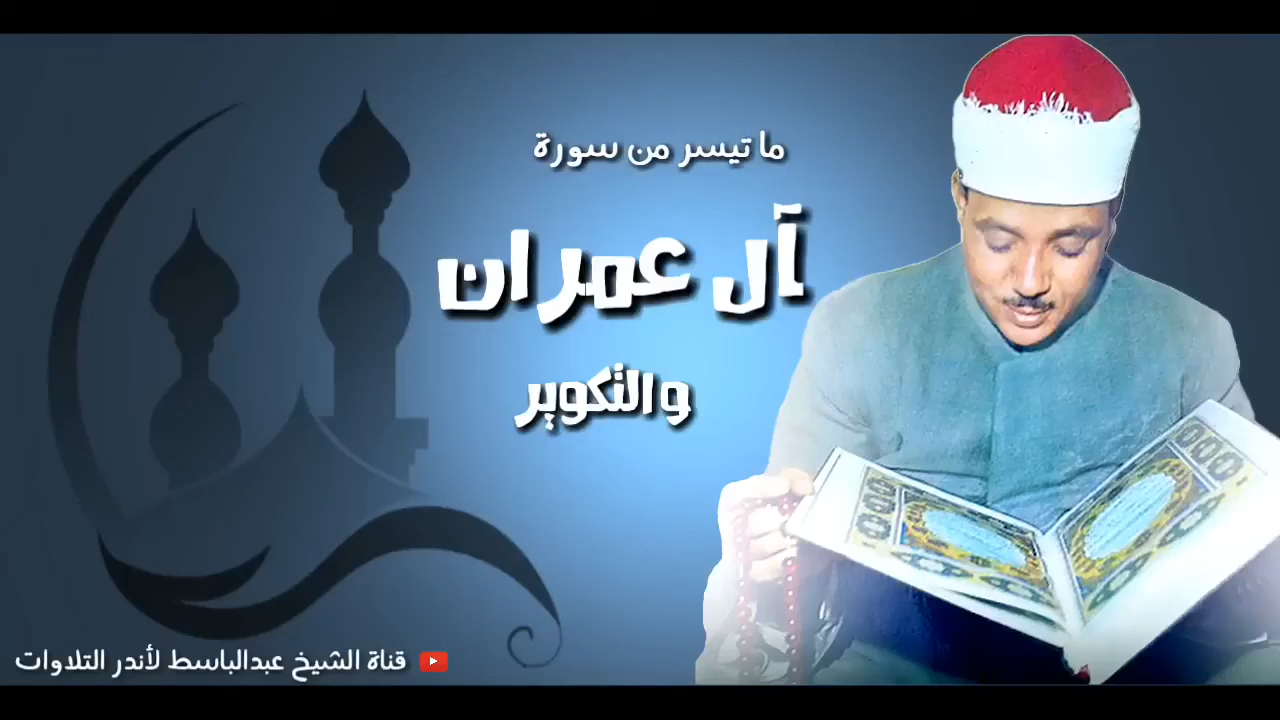 ما تيسر من سورة
آل عمران
والتكوير
قناة الشيخ عبدالباسط لأندر التلاوات